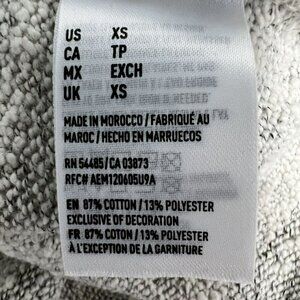 US XS
CA TP
MX EXCH
UK XS
MADE IN MOROCCO / FABRIQUÉ AU
MAROC / HECHO EN MARRUECOS
RN 54485 / CA 03873
RFC# AEM120605U9A
EN 87% COTTON / 13% POLYESTER
EXCLUSIVE OF DECORATION
FR 87% COTON / 13% POLYESTER
À L'EXCEPTION DE LA GARNITURE